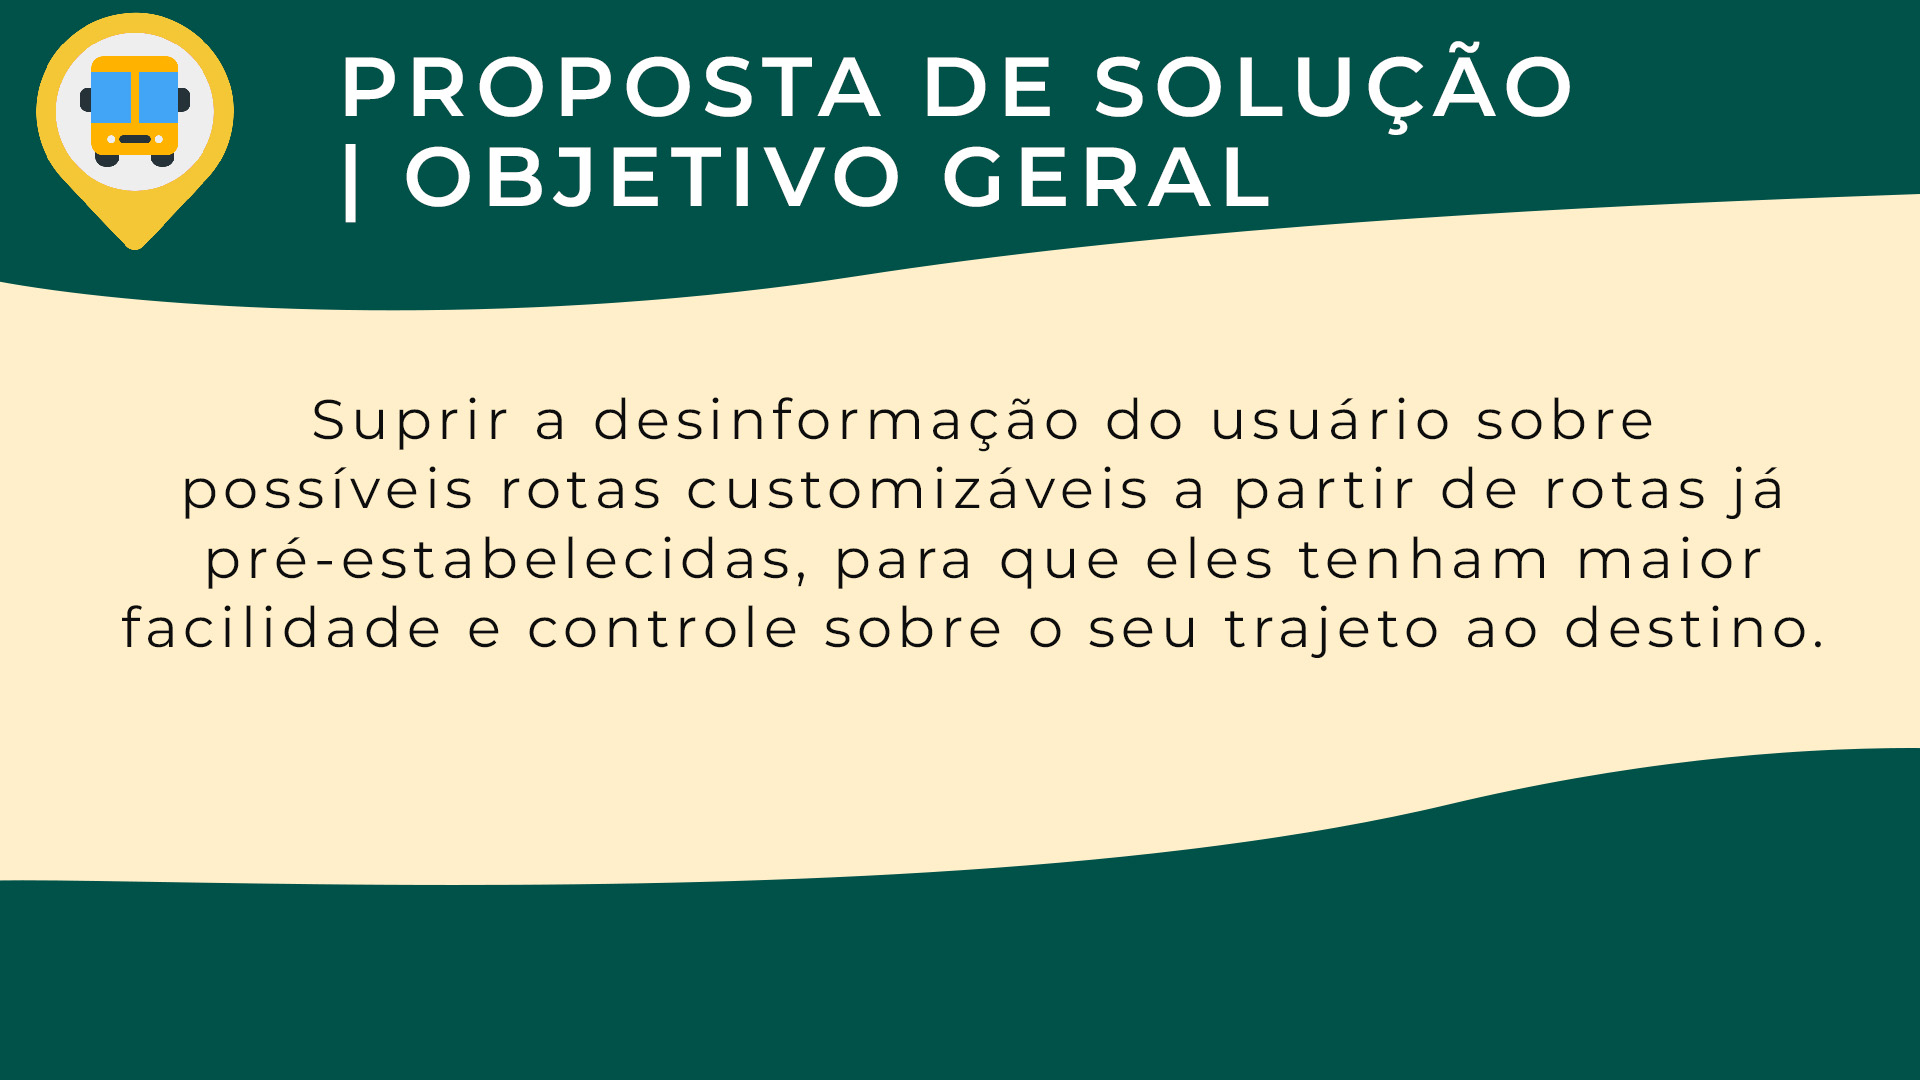 PROPOSTA DE SOLUÇÃO
| OBJETIVO GERAL
Suprir a desinformação do usuário sobre
possíveis rotas customizáveis a partir de rotas já
pré-estabelecidas, para que eles tenham maior
facilidade e controle sobre o seu trajeto ao destino.